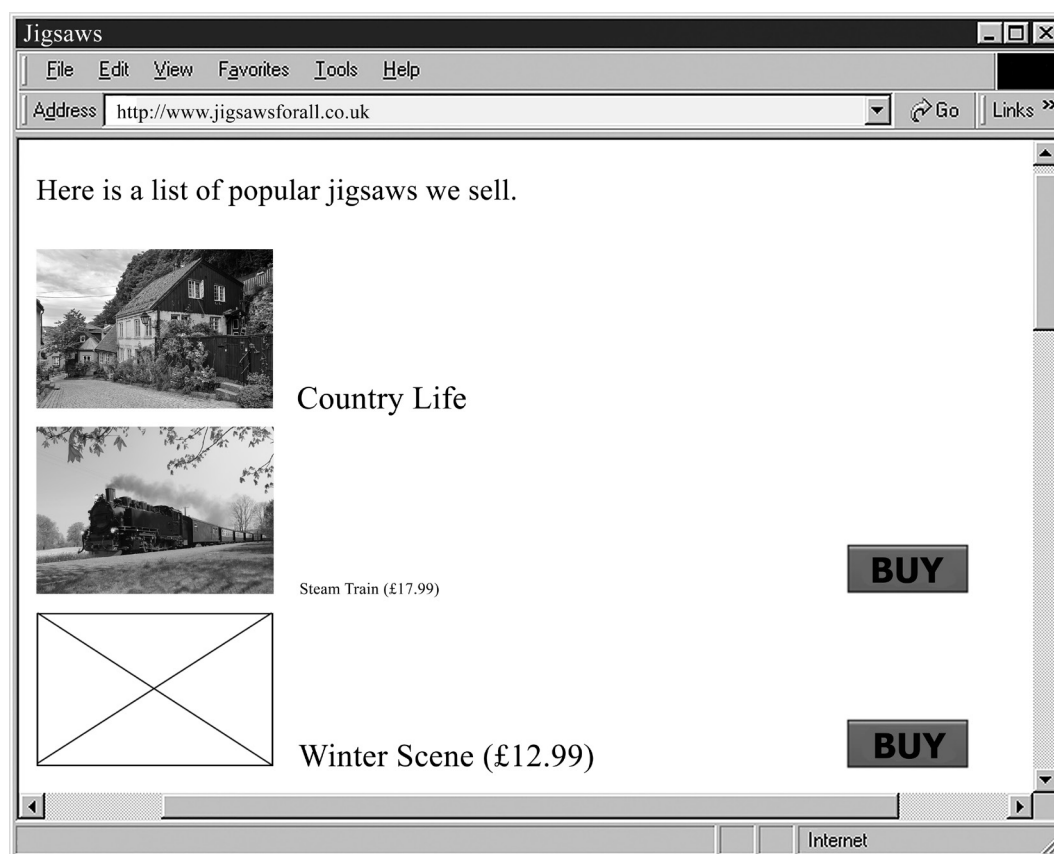 Jigsaws
File Edit View Favorites Tools Help
Address http://www.jigsawsforall.co.uk Go Links »
Here is a list of popular jigsaws we sell.
Country Life
Steam Train (£17.99) BUY
Winter Scene (£12.99) BUY
Internet